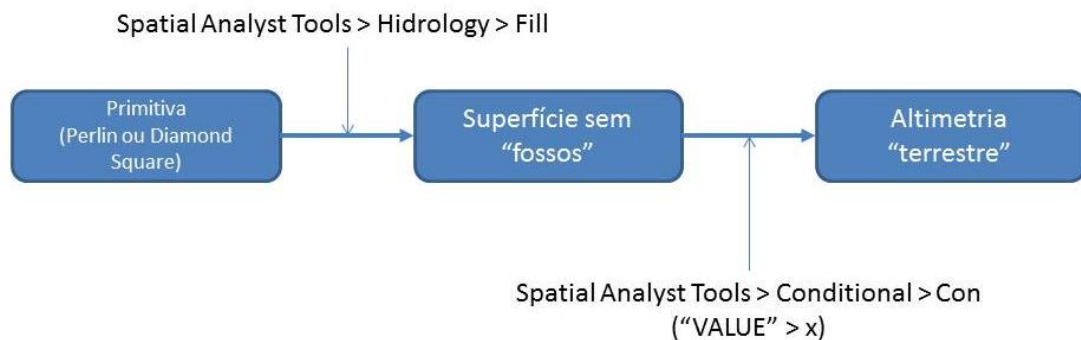 Spatial Analyst Tools > Hidrology > Fill
Primitiva
(Perlin ou Diamond
Square)
Superfície sem
“fossos”
Altimetria
“terrestre”
Spatial Analyst Tools > Conditional > Con
(“VALUE” > x)